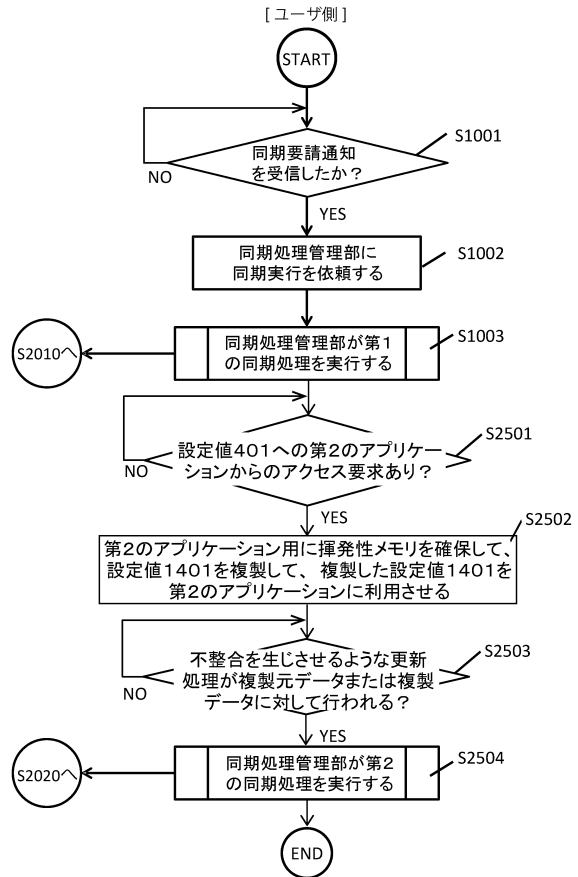 [ユーザ側]
START
同期要請通知
を受信したか？
S1001
NO
YES
同期処理管理部に
同期実行を依頼する
S1002
S2010へ
同期処理管理部が第１
の同期処理を実行する
S1003
設定値４０１への第２のアプリケー
ションからのアクセス要求あり？
S2501
NO
YES
S2502
第２のアプリケーション用に揮発性メモリを確保して、
設定値１４０１を複製して、複製した設定値１４０１を
第２のアプリケーションに利用させる
不整合を生じさせるような更新
処理が複製元データまたは複製
データに対して行われる？
S2503
NO
YES
S2020へ
同期処理管理部が第２
の同期処理を実行する
S2504
END